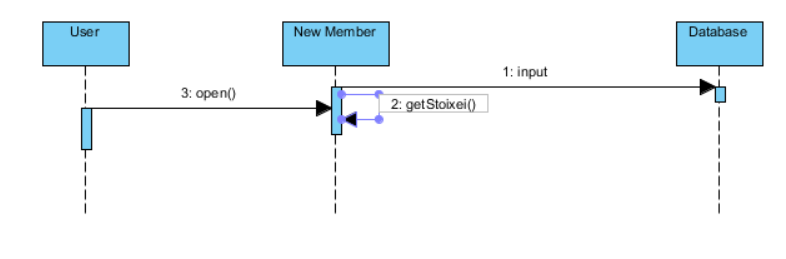 User
New Member
Database
1: input
3: open()
2: getStoixei()